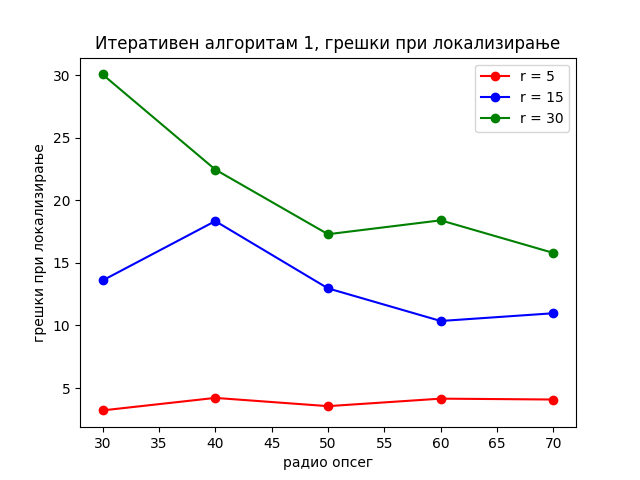 Итеративен алгоритам 1, грешки при локализирање
r = 5
r = 15
r = 30
грешки при локализирање
30
25
20
15
10
5
30 35 40 45 50 55 60 65 70
радио опсег